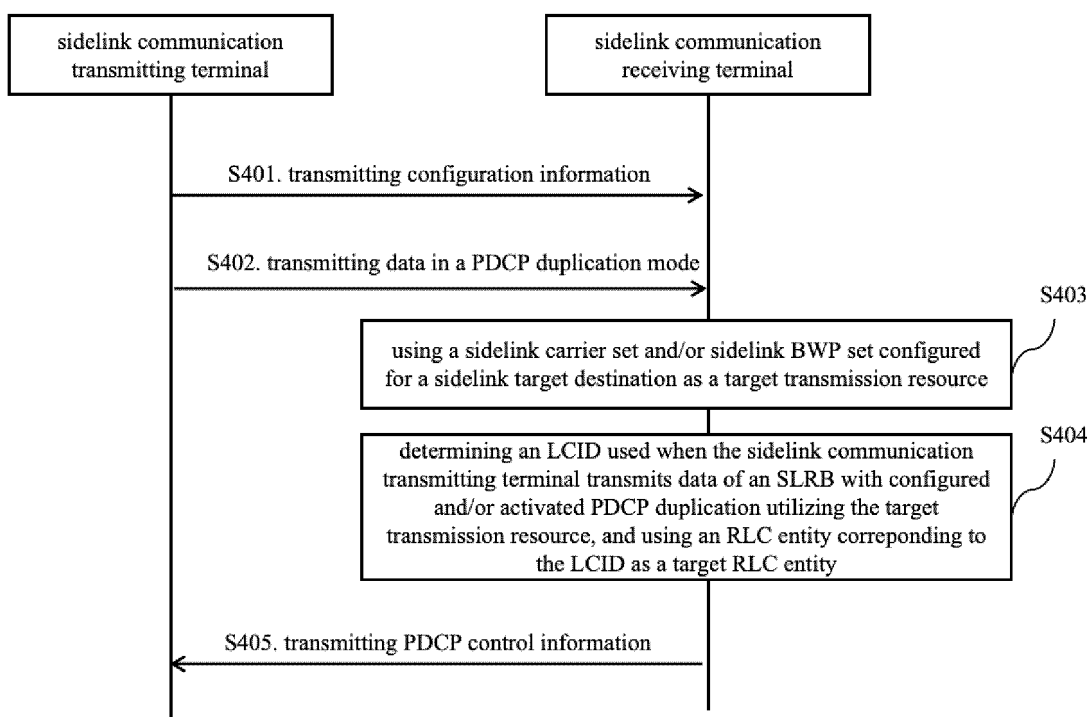 sidelink communication
transmitting terminal
sidelink communication
receiving terminal
S401. transmitting configuration information
S402. transmitting data in a PDCP duplication mode
S403
using a sidelink carrier set and/or sidelink BWP set configured
for a sidelink target destination as a target transmission resource
S404
determining an LCID used when the sidelink communication
transmitting terminal transmits data of an SLRB with configured
and/or activated PDCP duplication utilizing the target
transmission resource, and using an RLC entity correponding to
the LCID as a target RLC entity
S405. transmitting PDCP control information